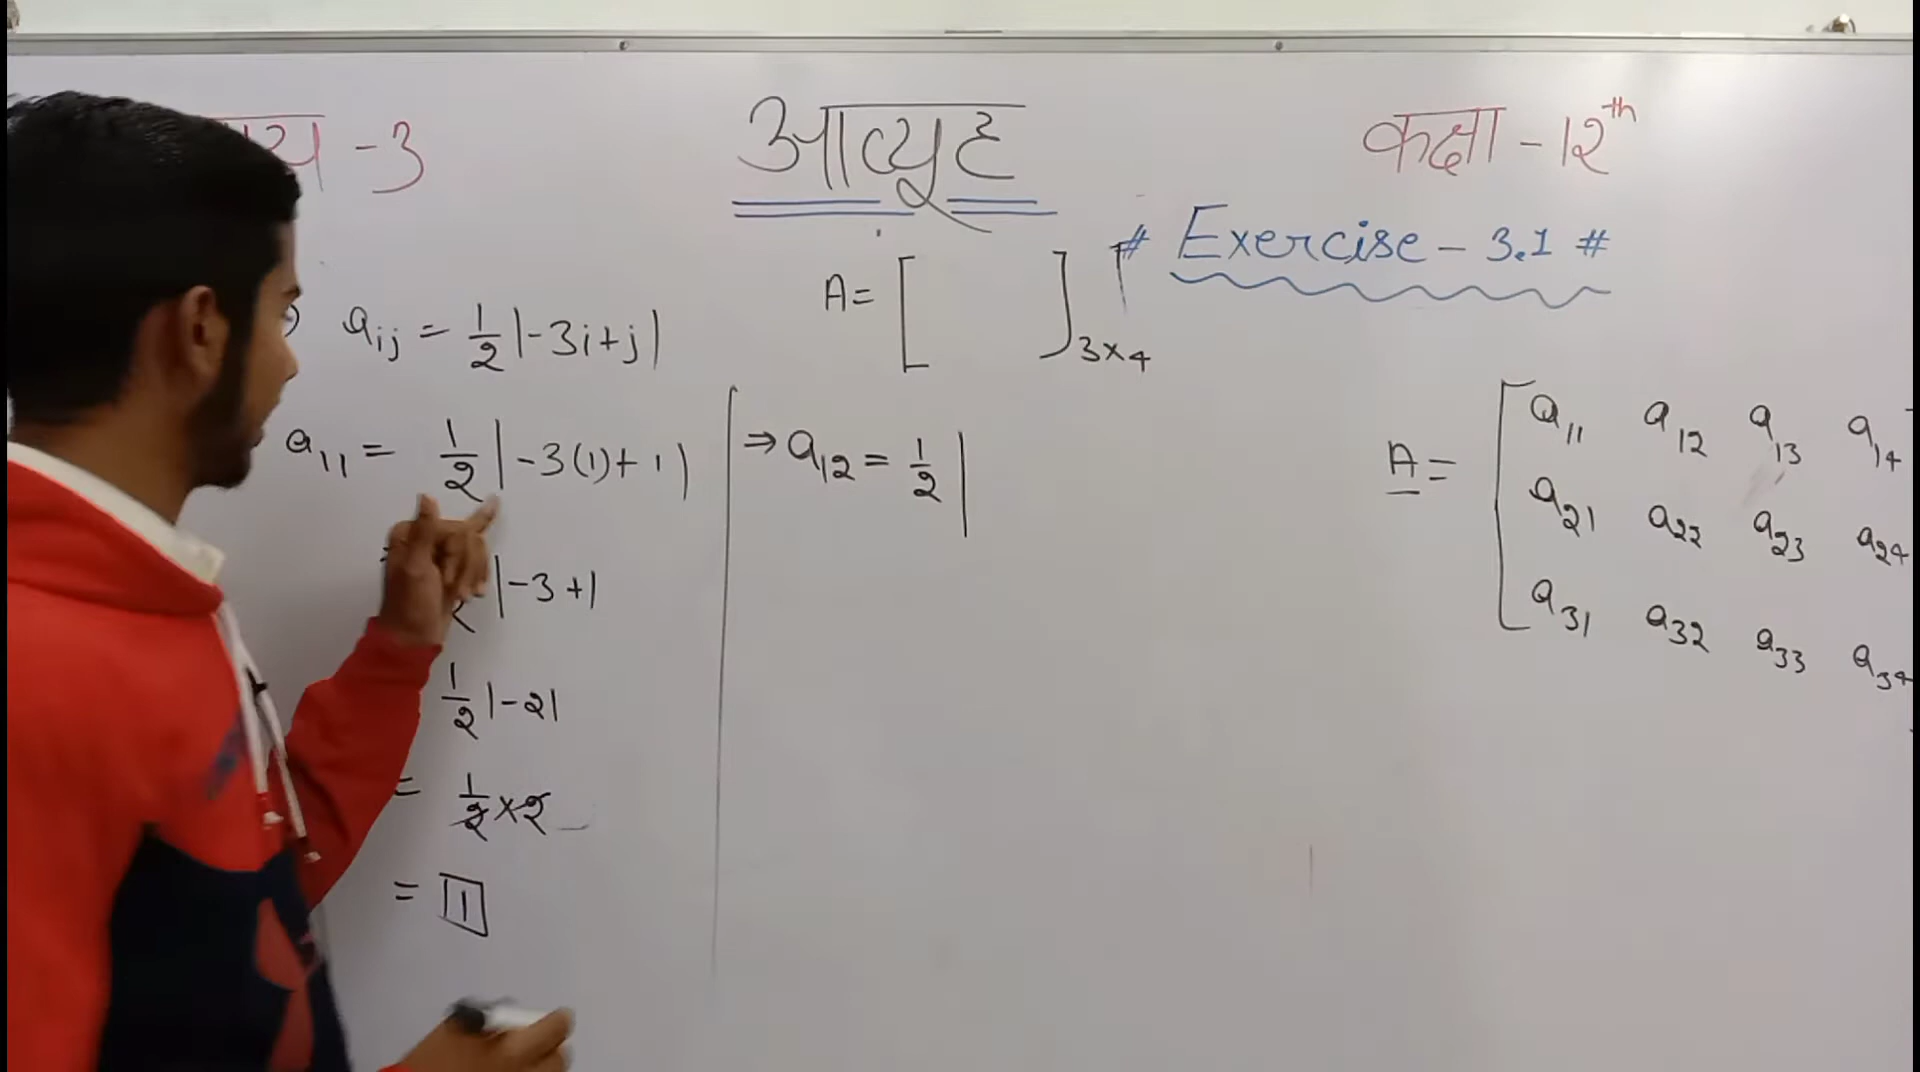 -3
आव्यूह
कक्षा - 12th
# Exercise - 3.1 #
A = [ ]3×4
aij = 1/2 |-3i+j|
a11 = 1/2 |-3(1)+1|
⇒ a12 = 1/2 |
|-3+1|
1/2 |-2|
= 1/2 × 2
= 1
A = [ a11 a12 a13 a14
a21 a22 a23 a24
a31 a32 a33 a34